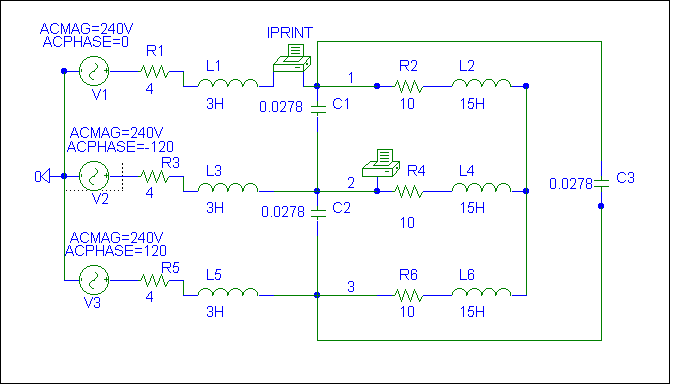 ACMAG=240V
ACPHASE=0
IPRINT
R1
L1
1
R2
L2
V1
4
3H
0.0278
C1
10
15H
ACMAG=240V
ACPHASE=-120
R3
L3
2
R4
L4
0
V2
4
3H
0.0278
C2
10
15H
0.0278
C3
ACMAG=240V
ACPHASE=120
R5
L5
3
R6
L6
V3
4
3H
10
15H